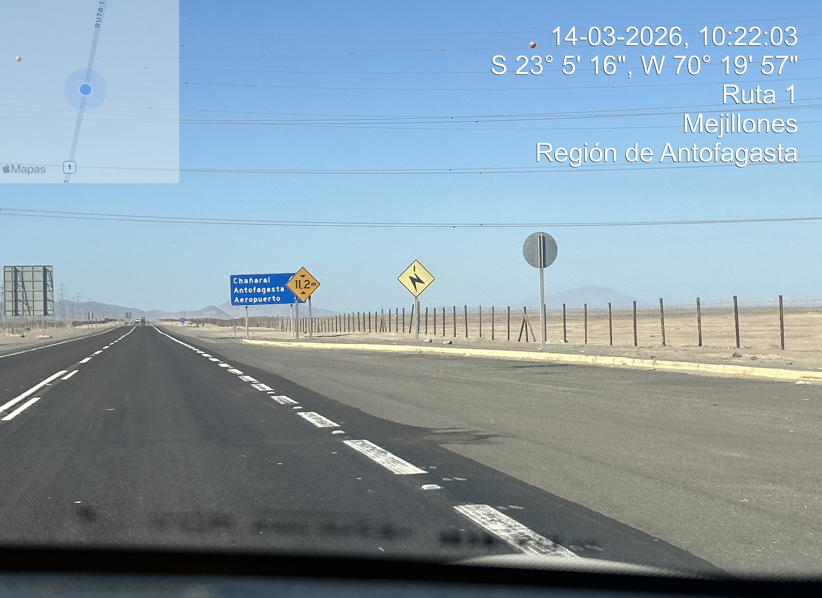 RUTA 1
14-03-2026, 10:22:03
S 23° 5' 16", W 70° 19' 57"
Ruta 1
Mejillones
Región de Antofagasta
Mapas
1
Chañaral
Antofagasta
Aeropuerto
11,2m